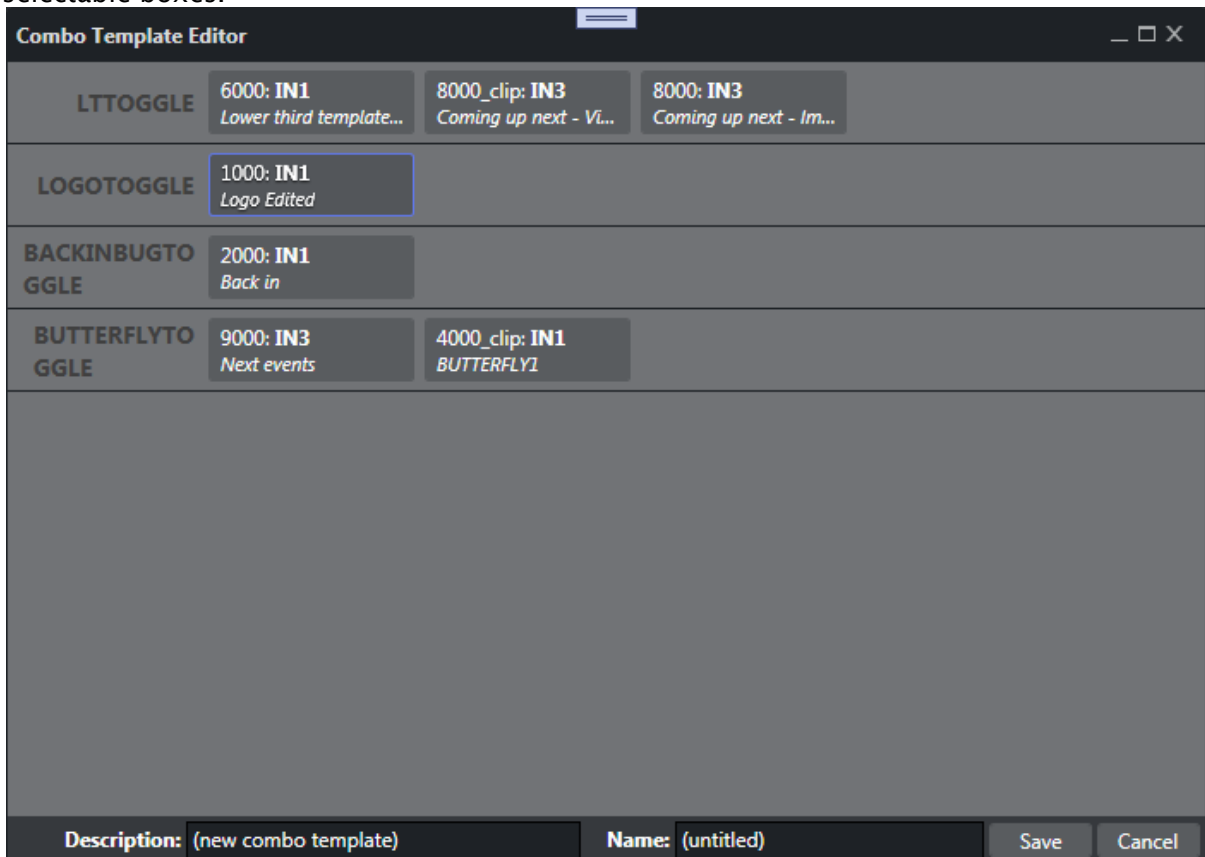 selectable boxes.
Combo Template Editor
LTTOGGLE
6000: IN1
Lower third template...
8000_clip: IN3
Coming up next - Vi...
8000: IN3
Coming up next - Im...
LOGOTOGGLE
1000: IN1
Logo Edited
BACKINBUGTO
GGLE
2000: IN1
Back in
BUTTERFLYTO
GGLE
9000: IN3
Next events
4000_clip: IN1
BUTTERFLY1
Description: (new combo template) Name: (untitled) Save Cancel